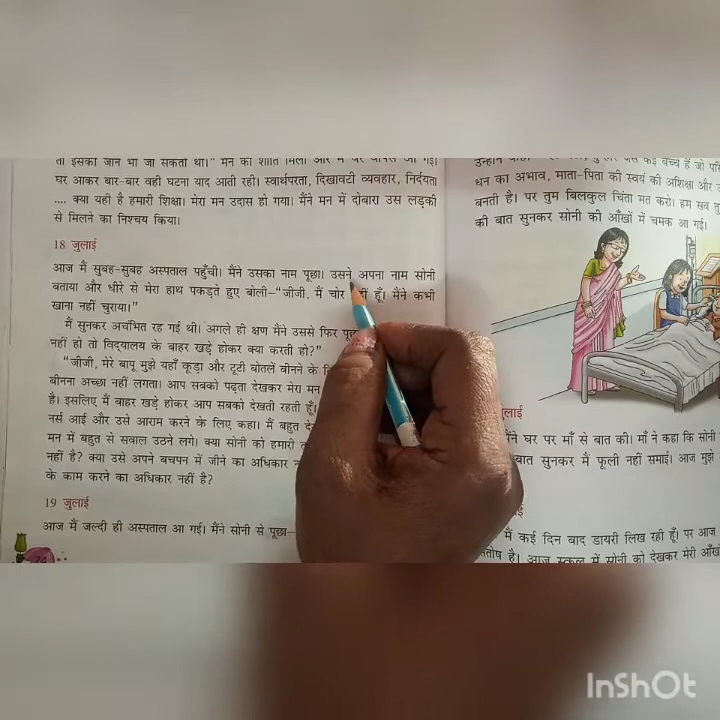 तो इसकी जान भी जा सकती थी।" मन को शांति मिली और मैं घर वापस आ गई।
घर आकर बार-बार वही घटना याद आती रही। स्वार्थपरता, दिखावटी व्यवहार, निर्दयता
.... क्या यही है हमारी शिक्षा। मेरा मन उदास हो गया। मैंने मन में दोबारा उस लड़की
से मिलने का निश्चय किया।
18 जुलाई
आज मैं सुबह-सुबह अस्पताल पहुँची। मैंने उसका नाम पूछा। उसने अपना नाम सोनी
बताया और धीरे से मेरा हाथ पकड़ते हुए बोली–"जीजी, मैं चोर नहीं हूँ। मैंने कभी
खाना नहीं चुराया।"
मैं सुनकर अचंभित रह गई थी। अगले ही क्षण मैंने उससे फिर
नहीं हो तो विद्यालय के बाहर खड़े होकर क्या करती हो?"
"जीजी, मेरे बापू मुझे यहाँ कूड़ा और टूटी बोतलें बीनने के
बीनना अच्छा नहीं लगता। आप सबको पढ़ता देखकर मेरा मन
है। इसलिए मैं बाहर खड़े होकर आप सबको देखती रहती हूँ।
नर्स आई और उसे आराम करने के लिए कहा। मैं बहुत
मन में बहुत से सवाल उठने लगे। क्या सोनी को हमारी
नहीं है? क्या उसे अपने बचपन में जीने का अधिकार
के काम करने का अधिकार नहीं है?
19 जुलाई
आज मैं जल्दी ही अस्पताल आ गई। मैंने सोनी से पूछा–
74
उन्होंने जैसे कई बच्चे हैं जो
धन का अभाव, माता-पिता की स्वयं की अशिक्षा और
बनती है। पर तुम बिलकुल चिंता मत करो। हम सब
की बात सुनकर सोनी की आँखों में चमक आ गई।
मैंने घर पर माँ से बात की। माँ ने कहा कि सोनी
बात सुनकर मैं फूली नहीं समाई। आज मुझे
मैं कई दिन बाद डायरी लिख रही हूँ। पर आज
है। आज स्कूल में सोनी को देखकर मेरी
InShOt